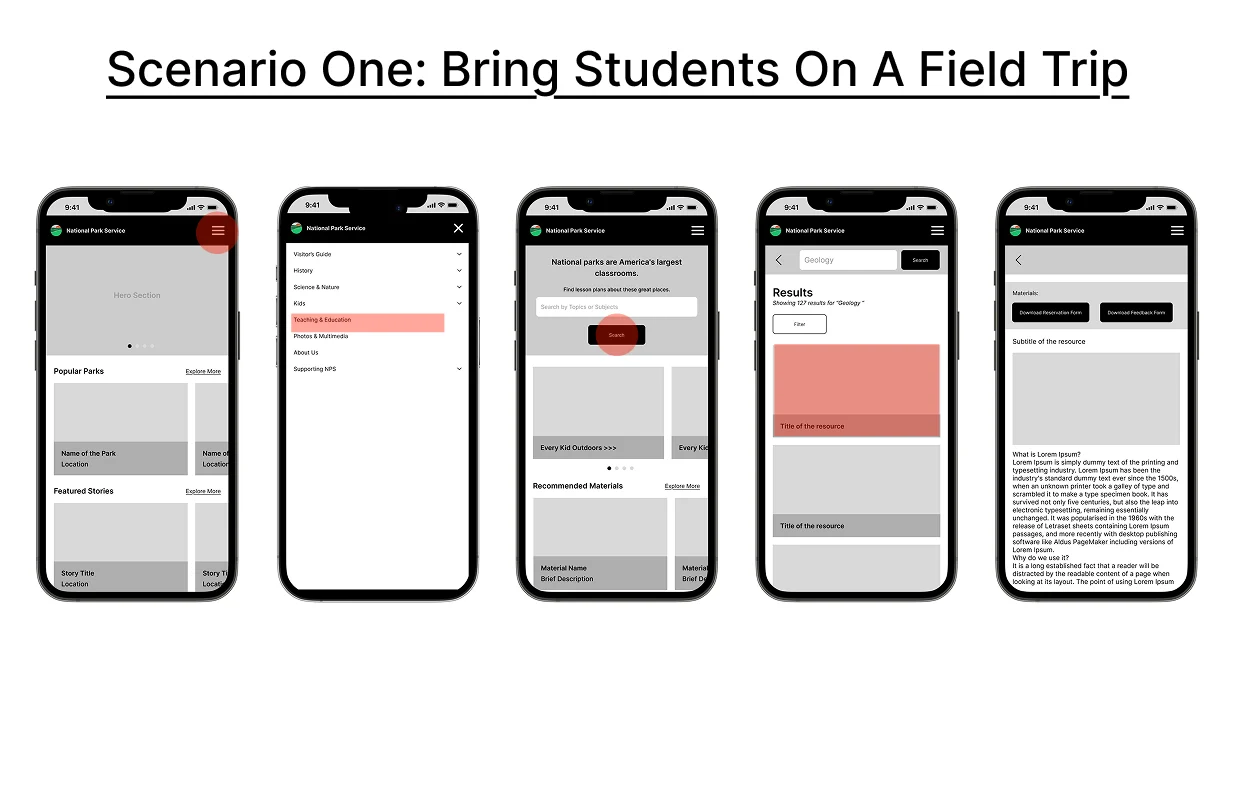 Scenario One: Bring Students On A Field Trip
9:41
National Park Service
Hero Section
Popular Parks
Explore More
Name of the Park
Location
Name of
Location
Featured Stories
Explore More
Story Title
Location
Story Ti
Locati
9:41
National Park Service
Visitor's Guide
History
Science & Nature
Kids
Teaching & Education
Photos & Multimedia
About Us
Supporting NPS
9:41
National Park Service
National parks are America's largest
classrooms.
Find lesson plans about these great places.
Search by Topics or Subjects
Search
Every Kid Outdoors >>>
Every Kid
Recommended Materials
Explore More
Material Name
Brief Description
Material
Brief De
9:41
National Park Service
Geology
Search
Results
Showing 127 results for "Geology "
Filter
Title of the resource
Title of the resource
9:41
National Park Service
Materials:
Download Reservation Form
Download Feedback Form
Subtitle of the resource
What is Lorem Ipsum?
Lorem Ipsum is simply dummy text of the printing and
typesetting industry. Lorem Ipsum has been the
industry's standard dummy text ever since the 1500s,
when an unknown printer took a galley of type and
scrambled it to make a type specimen book. It has
survived not only five centuries, but also the leap into
electronic typesetting, remaining essentially
unchanged. It was popularised in the 1960s with the
release of Letraset sheets containing Lorem Ipsum
passages, and more recently with desktop publishing
software like Aldus PageMaker including versions of
Lorem Ipsum.
Why do we use it?
It is a long established fact that a reader will be
distracted by the readable content of a page when
looking at its layout. The point of using Lorem Ipsum